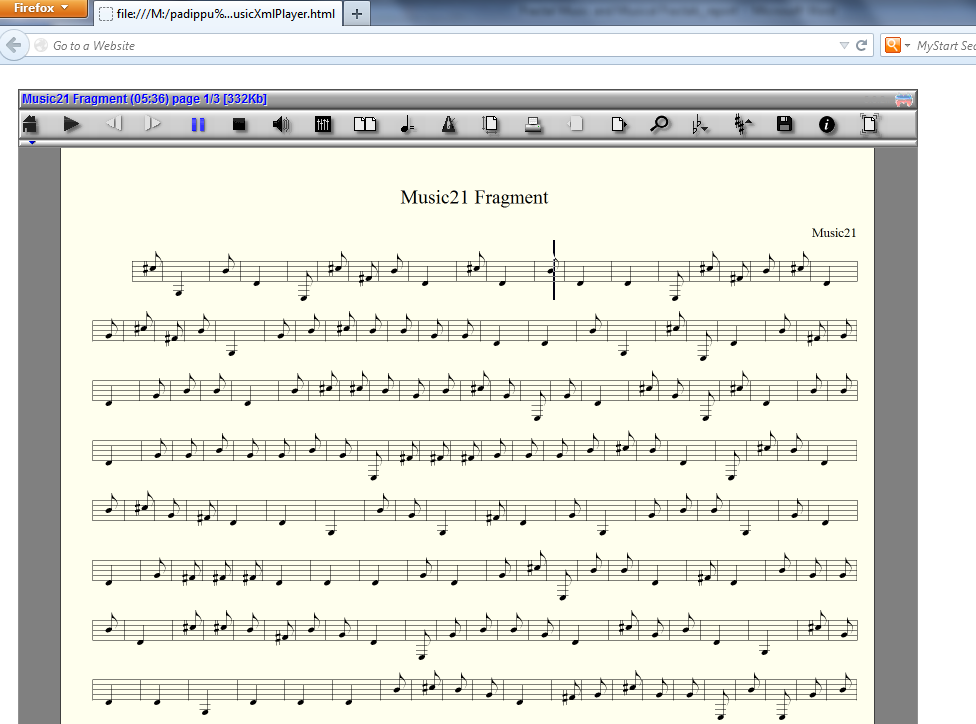 Firefox
file:///M:/padippu%...usicXmlPlayer.html
Go to a Website
MyStart Sea
Music21 Fragment (05:36) page 1/3 [332Kb]
Music21 Fragment
Music21